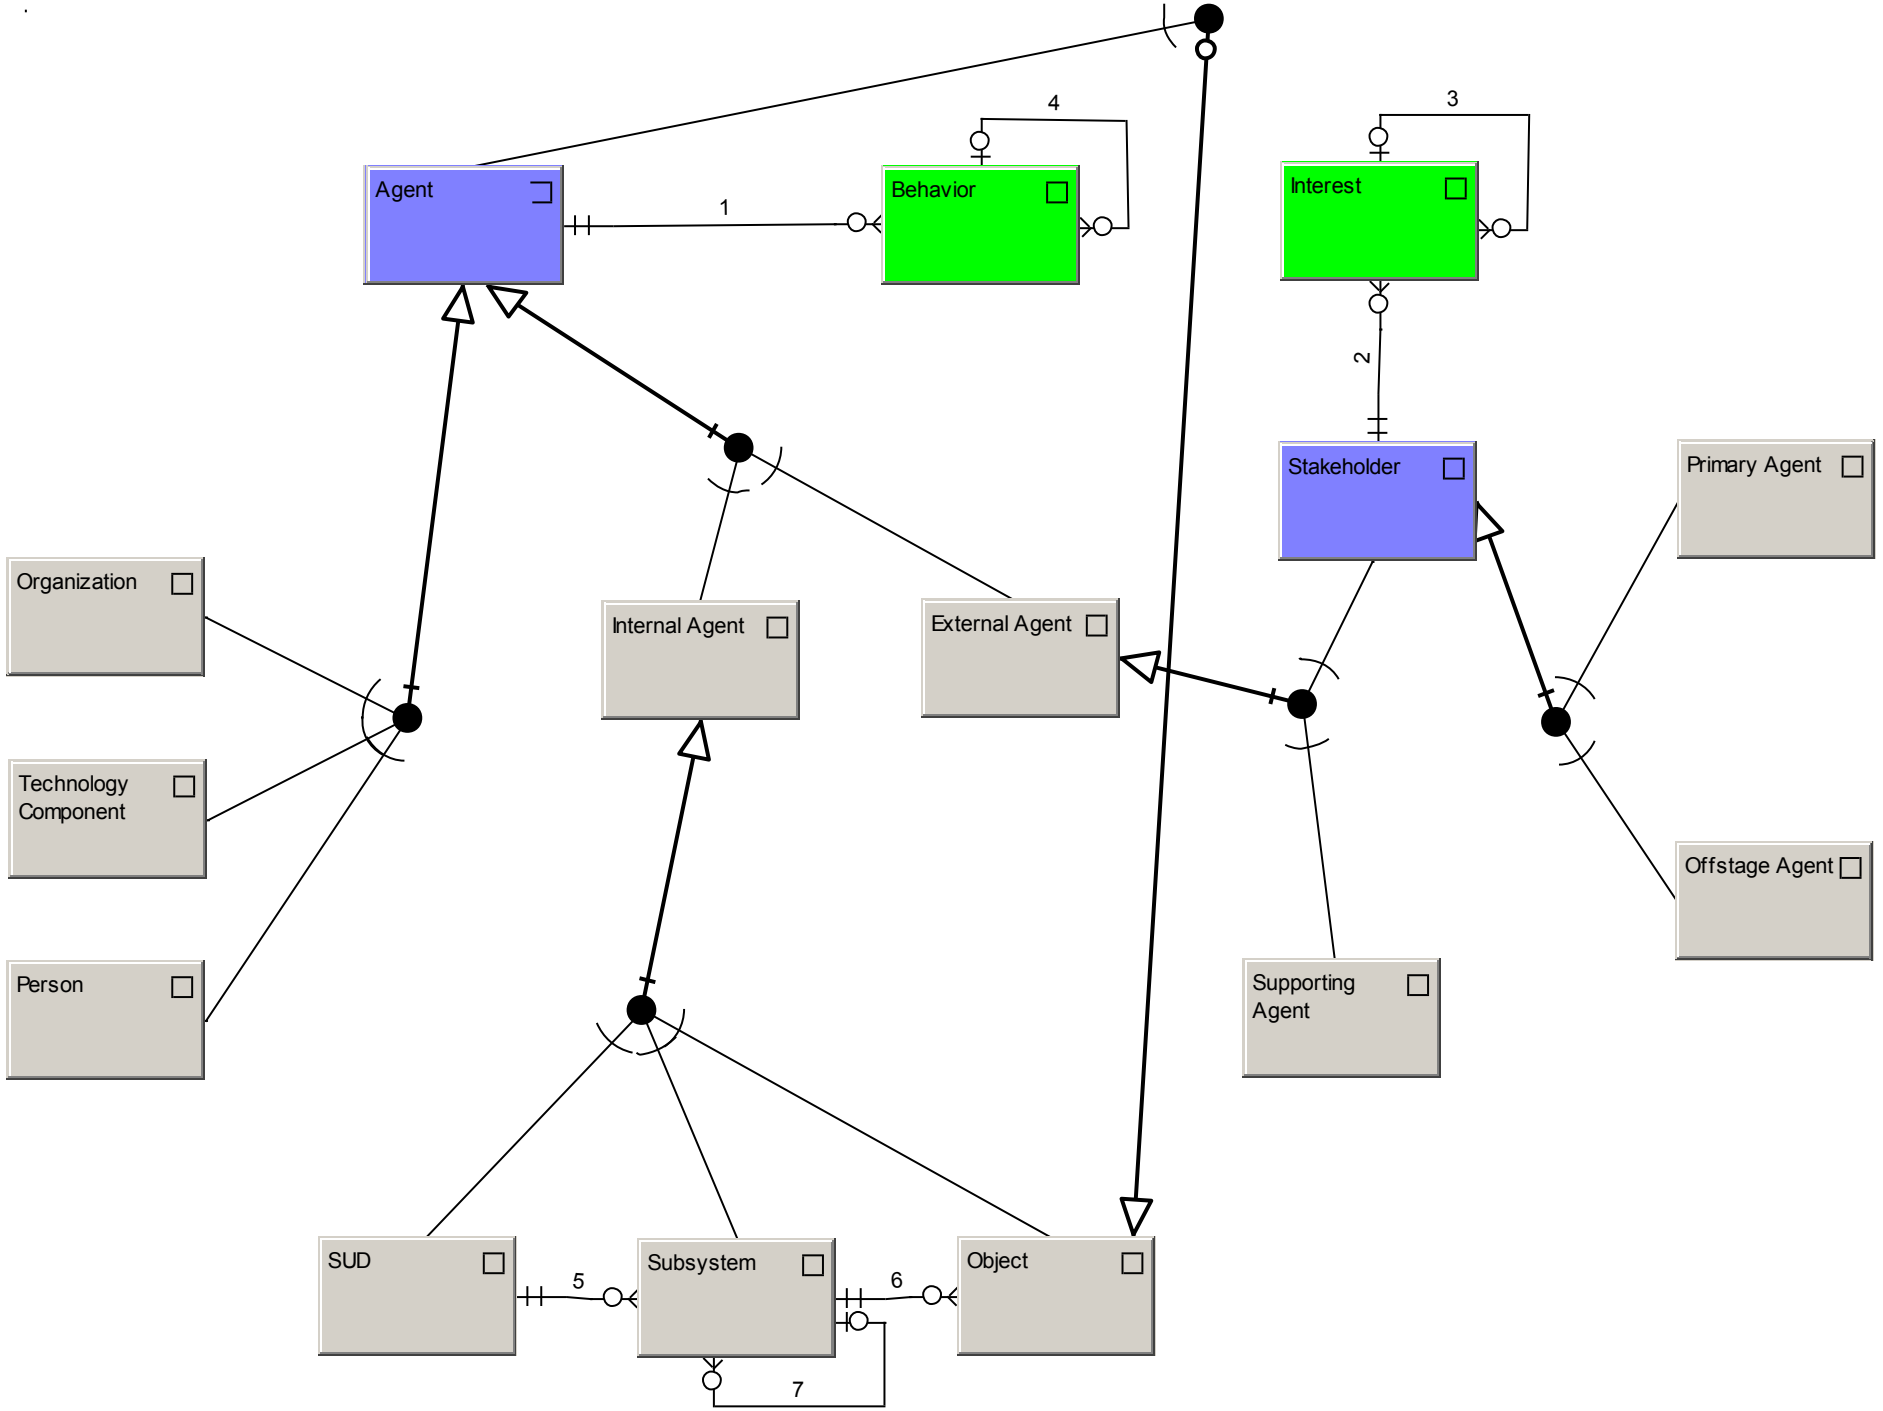 4
3
Agent
Behavior
Interest
1
2
Stakeholder
Primary Agent
Organization
Internal Agent
External Agent
Technology
Component
Offstage Agent
Person
Supporting
Agent
SUD
Subsystem
Object
5
6
7